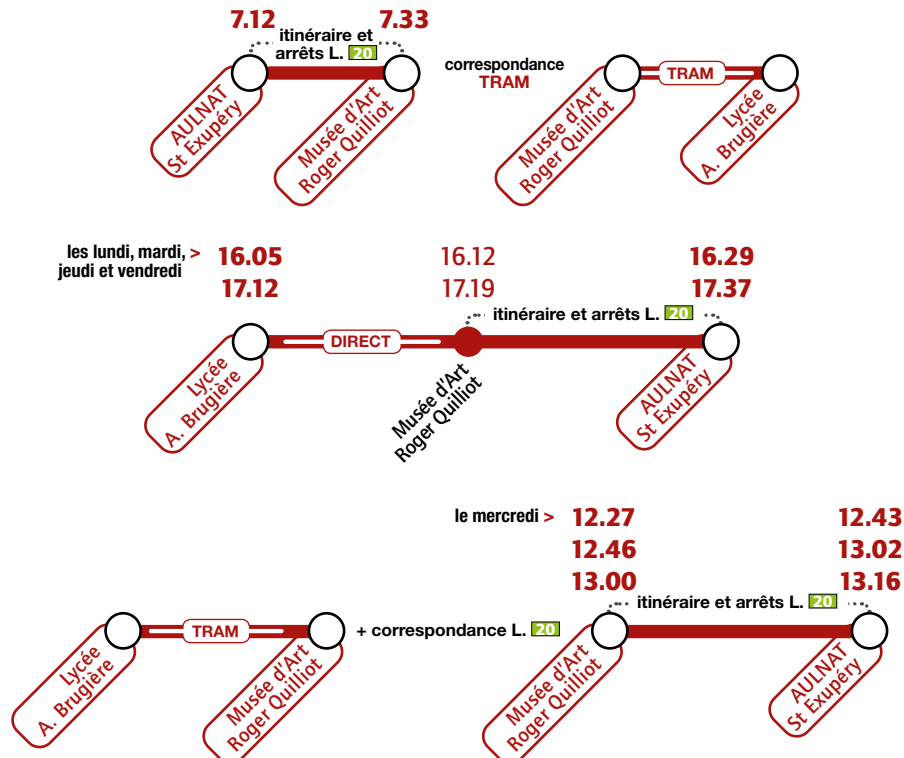 7.12 7.33
itinéraire et
arrêts L. 20
AULNAT
St Exupéry
Musée d'Art
Roger Quilliot
correspondance
TRAM
TRAM
Musée d'Art
Roger Quilliot
Lycée
A. Brugière
les lundi, mardi, > 16.05 16.12 16.29
jeudi et vendredi 17.12 17.19 17.37
itinéraire et arrêts L. 20
DIRECT
Lycée
A. Brugière
Musée d'Art
Roger Quilliot
AULNAT
St Exupéry
le mercredi > 12.27 12.43
12.46 13.02
13.00 13.16
itinéraire et arrêts L. 20
TRAM
+ correspondance L. 20
Lycée
A. Brugière
Musée d'Art
Roger Quilliot
Musée d'Art
Roger Quilliot
AULNAT
St Exupéry